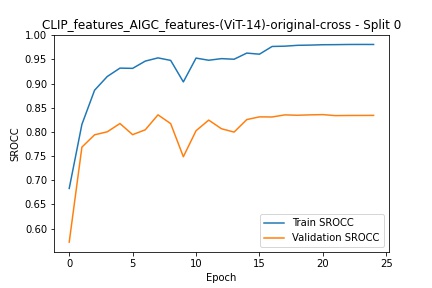 CLIP_features_AIGC_features-(ViT-14)-original-cross - Split 0
1.00
0.95
0.90
0.85
0.80
0.75
0.70
0.65
0.60
SROCC
Train SROCC
Validation SROCC
0 5 10 15 20 25
Epoch